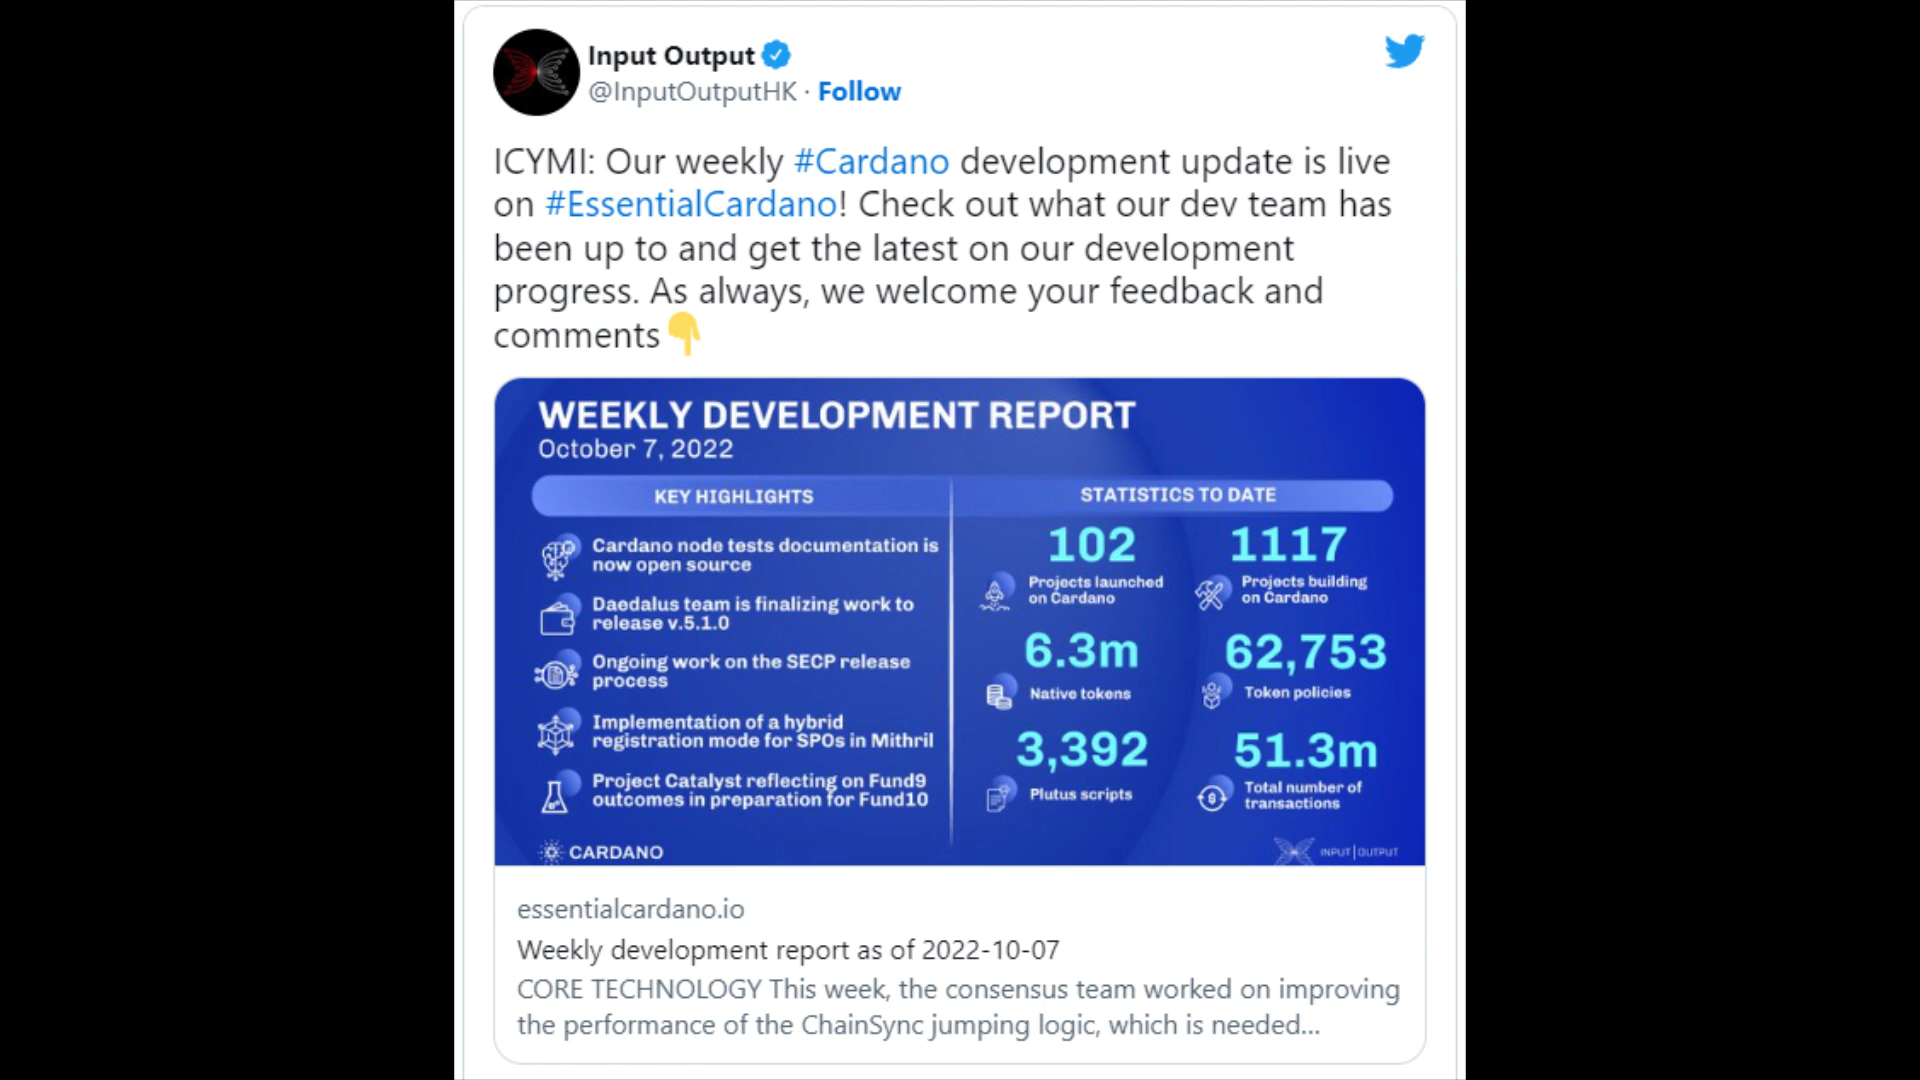 Input Output
@InputOutputHK · Follow
ICYMI: Our weekly #Cardano development update is live
on #EssentialCardano! Check out what our dev team has
been up to and get the latest on our development
progress. As always, we welcome your feedback and
comments👇
WEEKLY DEVELOPMENT REPORT
October 7, 2022
KEY HIGHLIGHTS
Cardano node tests documentation is
now open source
Daedalus team is finalizing work to
release v.5.1.0
Ongoing work on the SECP release
process
Implementation of a hybrid
registration mode for SPOs in Mithril
Project Catalyst reflecting on Fund9
outcomes in preparation for Fund10
CARDANO
STATISTICS TO DATE
102
Projects launched
on Cardano
1117
Projects building
on Cardano
6.3m
Native tokens
62,753
Token policies
3,392
Plutus scripts
51.3m
Total number of
transactions
INPUT | OUTPUT
essentialcardano.io
Weekly development report as of 2022-10-07
CORE TECHNOLOGY This week, the consensus team worked on improving
the performance of the ChainSync jumping logic, which is needed...